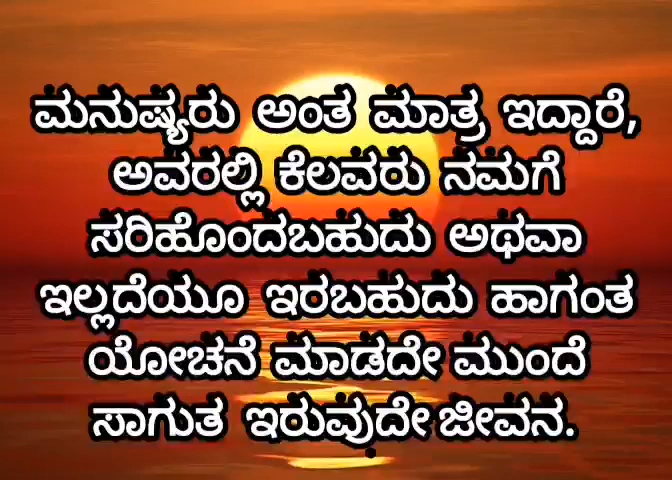 ಮನುಷ್ಯರು ಅಂತ ಮಾತ್ರ ಇದ್ದಾರೆ,
ಅವರಲ್ಲಿ ಕೆಲವರು ನಮಗೆ
ಸರಿಹೊಂದಬಹುದು ಅಥವಾ
ಇಲ್ಲದೆಯೂ ಇರಬಹುದು ಹಾಗಂತ
ಯೋಚನೆ ಮಾಡದೇ ಮುಂದೆ
ಸಾಗುತ ಇರುವುದೇ ಜೀವನ.